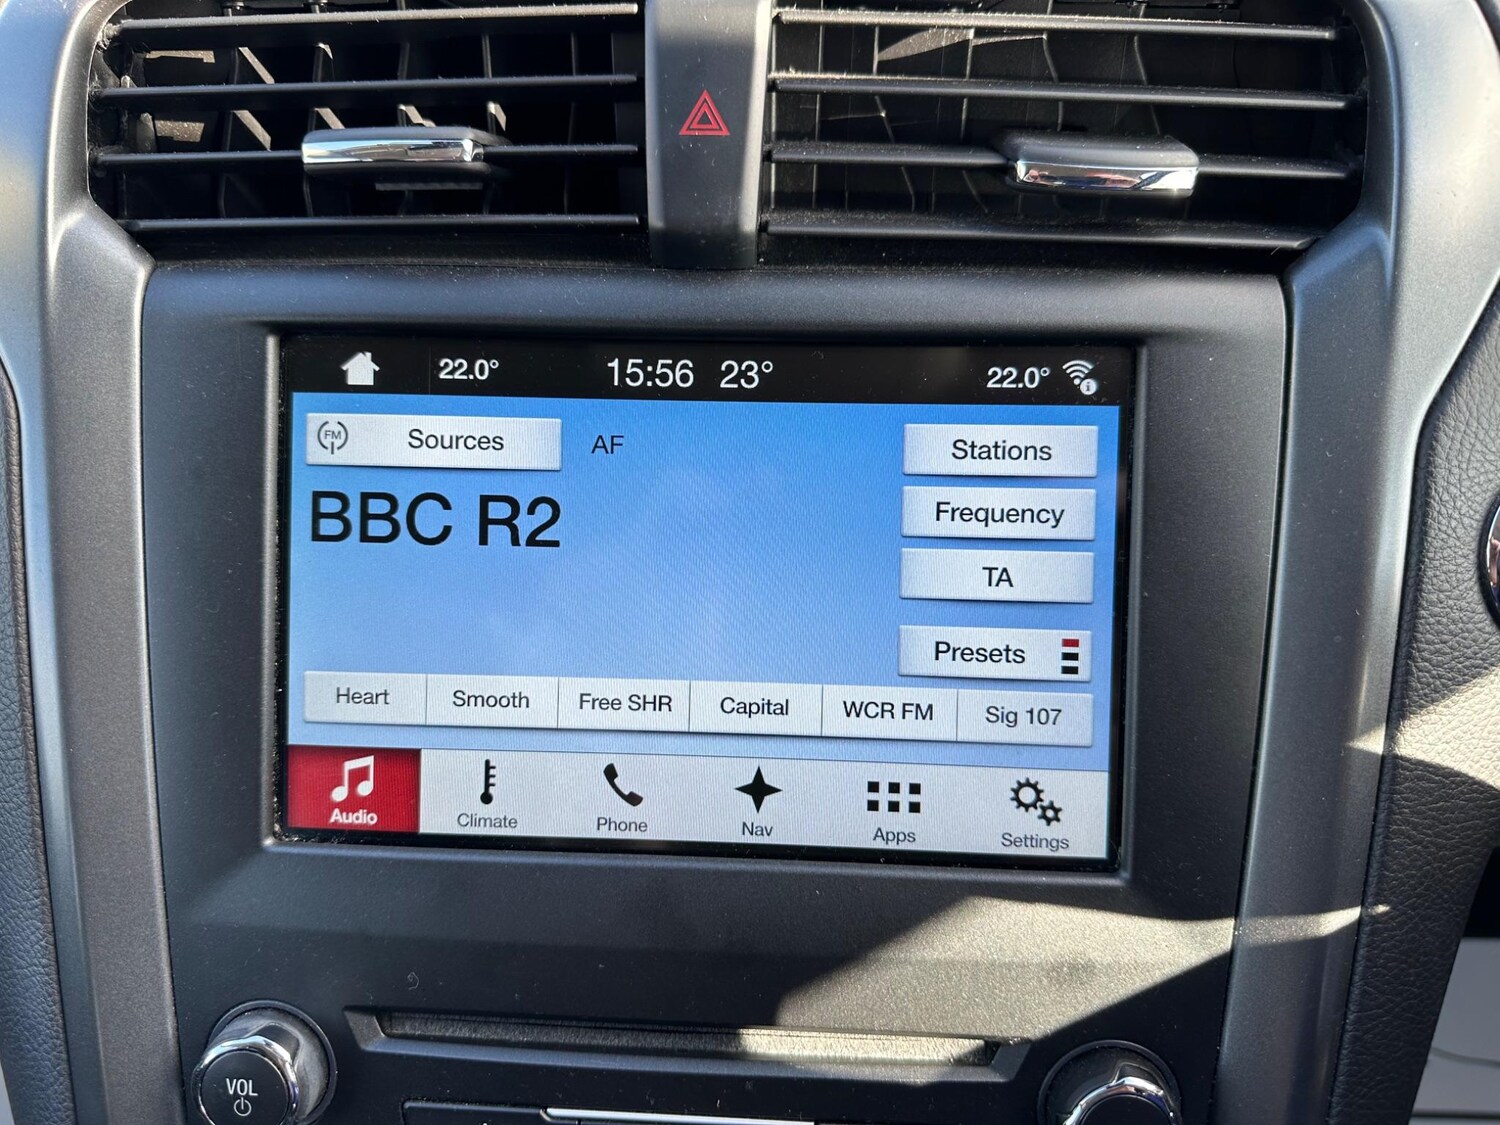 22.0° 15:56 23° 22.0°
FM Sources AF Stations
BBC R2
Frequency
TA
Presets
Heart Smooth Free SHR Capital WCR FM Sig 107
Audio Climate Phone Nav Apps Settings
VOL